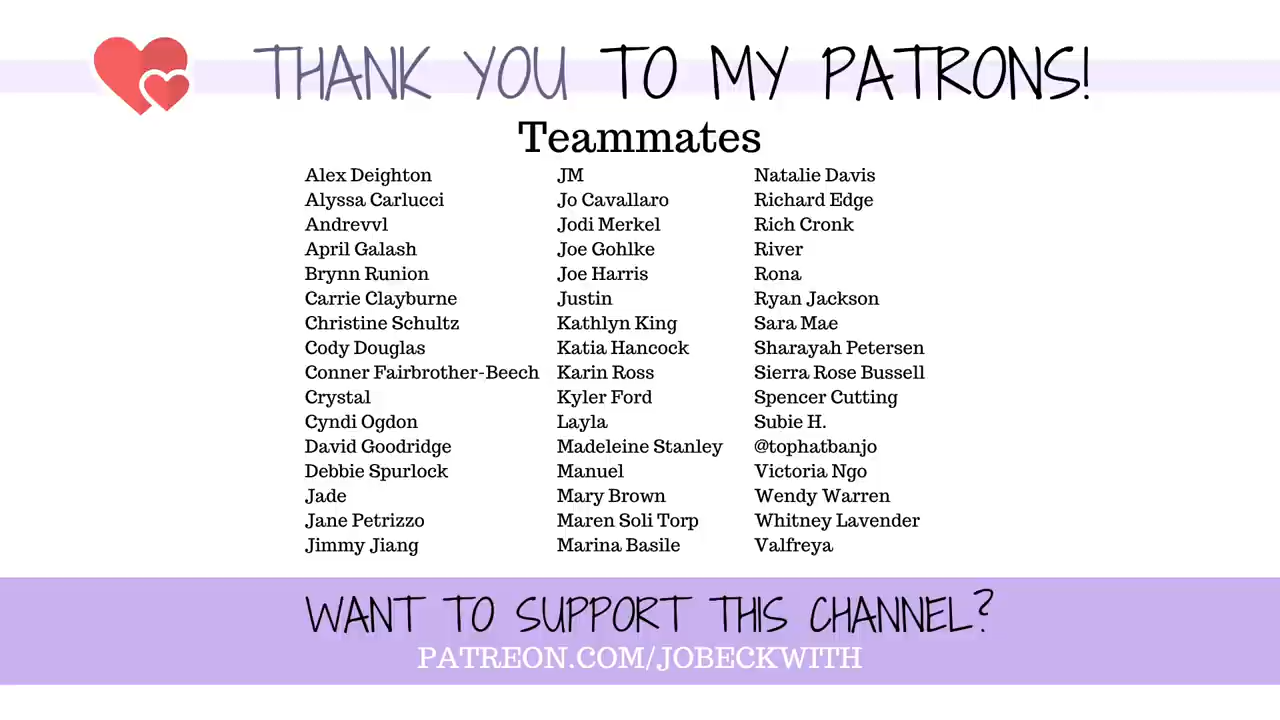 THANK YOU TO MY PATRONS!
Teammates
Alex Deighton
Alyssa Carlucci
Andrevvl
April Galash
Brynn Runion
Carrie Clayburne
Christine Schultz
Cody Douglas
Conner Fairbrother-Beech
Crystal
Cyndi Ogdon
David Goodridge
Debbie Spurlock
Jade
Jane Petrizzo
Jimmy Jiang
JM
Jo Cavallaro
Jodi Merkel
Joe Gohlke
Joe Harris
Justin
Kathlyn King
Katia Hancock
Karin Ross
Kyler Ford
Layla
Madeleine Stanley
Manuel
Mary Brown
Maren Soli Torp
Marina Basile
Natalie Davis
Richard Edge
Rich Cronk
River
Rona
Ryan Jackson
Sara Mae
Sharayah Petersen
Sierra Rose Bussell
Spencer Cutting
Subie H.
@tophatbanjo
Victoria Ngo
Wendy Warren
Whitney Lavender
Valfreya
WANT TO SUPPORT THIS CHANNEL?
PATREON.COM/JOBECKWITH